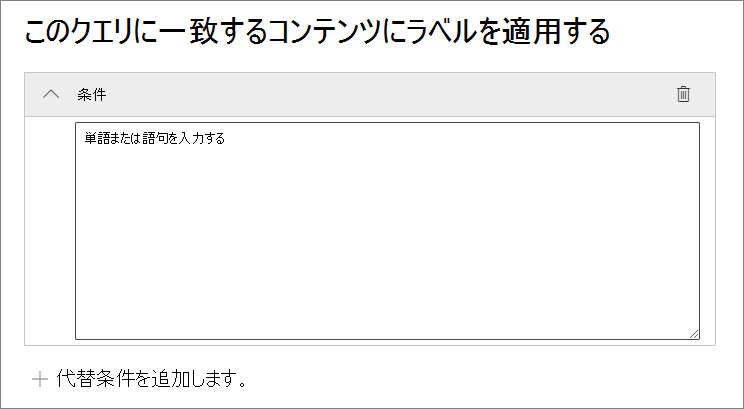 このクエリに一致するコンテンツにラベルを適用する
条件
単語または語句を入力する
代替条件を追加します。